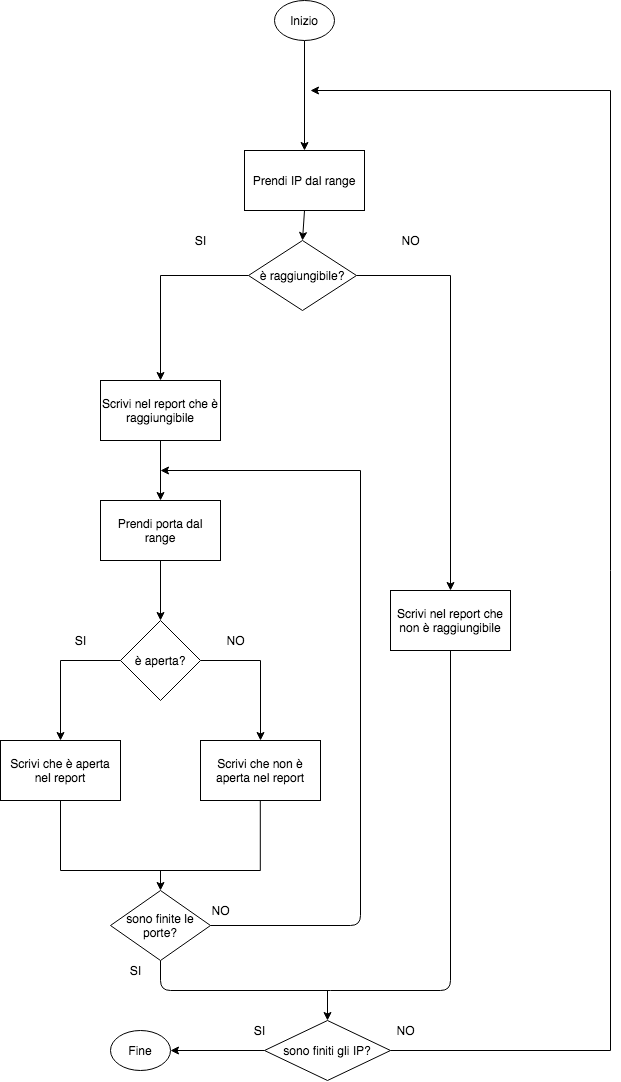 Inizio
Prendi IP dal range
SI
NO
è raggiungibile?
Scrivi nel report che è
raggiungibile
Prendi porta dal
range
Scrivi nel report che
non è raggiungibile
SI
NO
è aperta?
Scrivi che è aperta
nel report
Scrivi che non è
aperta nel report
NO
sono finite le
porte?
SI
SI
NO
Fine
sono finiti gli IP?